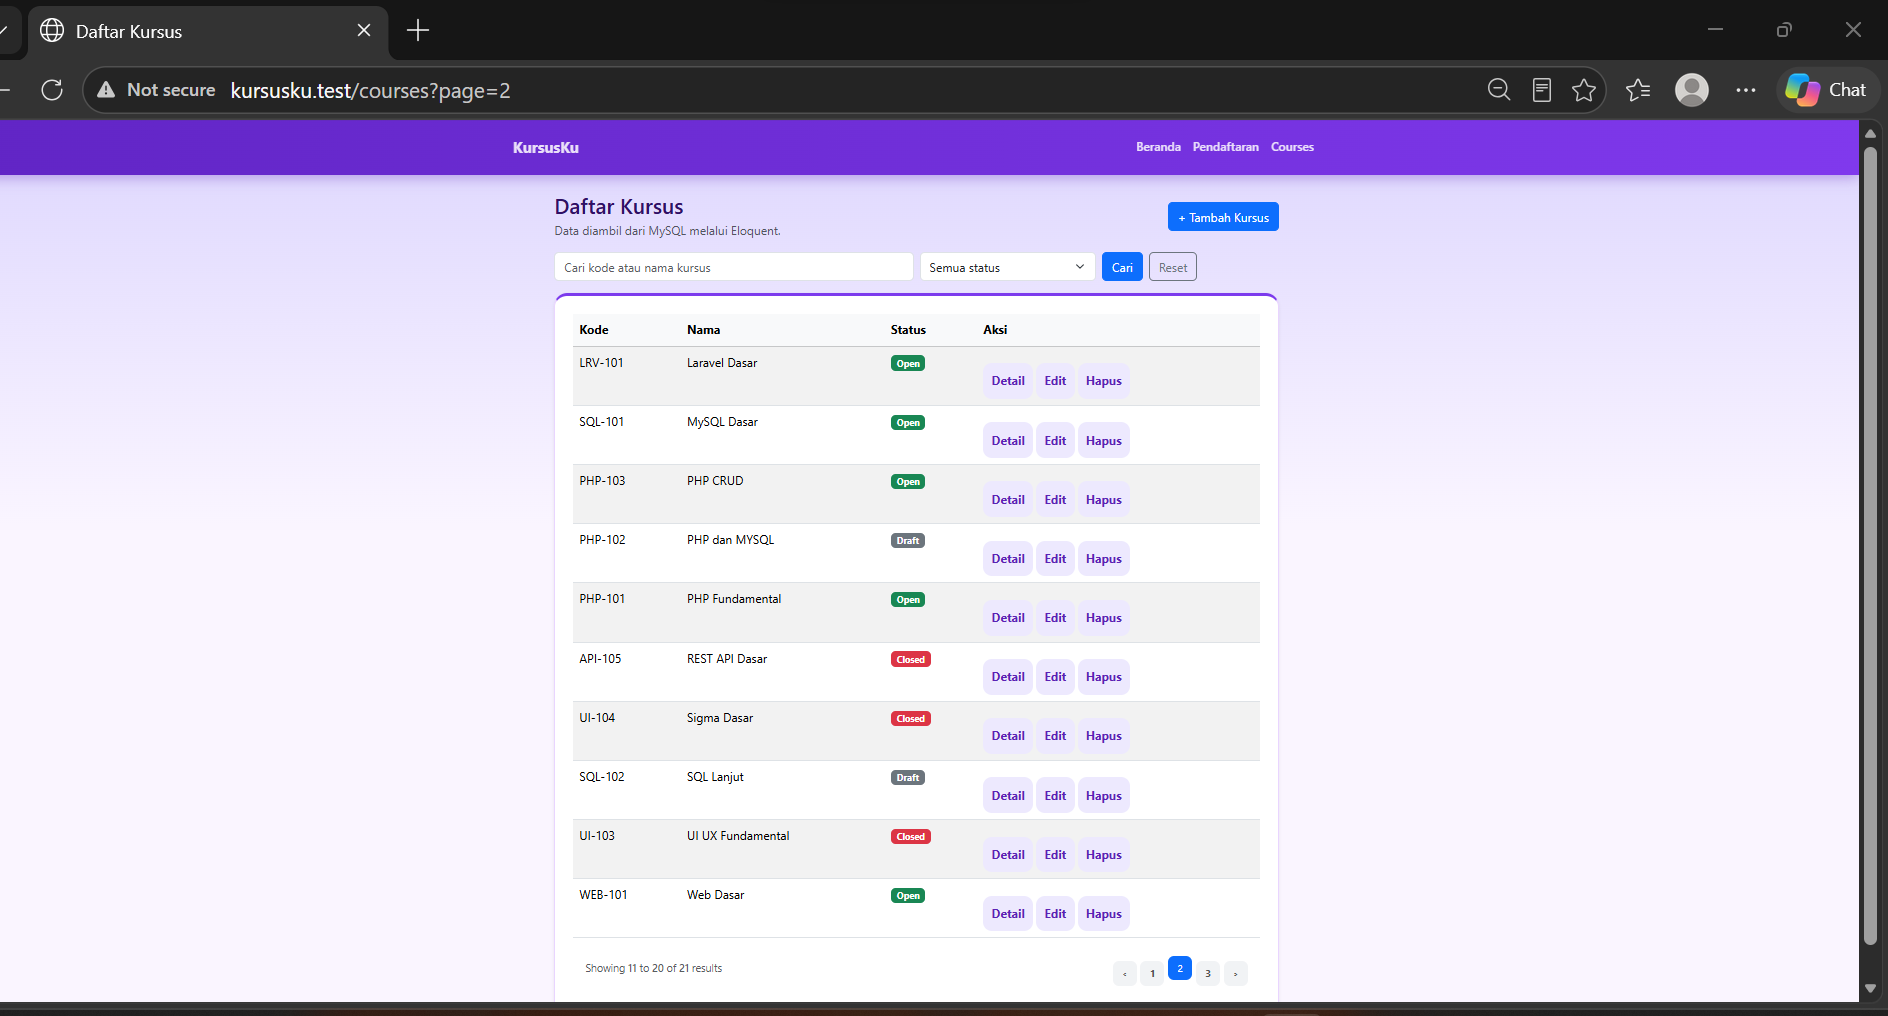 Daftar Kursus
Not secure kursusku.test/courses?page=2
Chat
KursusKu
Beranda Pendaftaran Courses
Daftar Kursus
+ Tambah Kursus
Data diambil dari MySQL melalui Eloquent.
Cari kode atau nama kursus Semua status Cari Reset
Kode Nama Status Aksi
LRV-101 Laravel Dasar Open Detail Edit Hapus
SQL-101 MySQL Dasar Open Detail Edit Hapus
PHP-103 PHP CRUD Open Detail Edit Hapus
PHP-102 PHP dan MYSQL Draft Detail Edit Hapus
PHP-101 PHP Fundamental Open Detail Edit Hapus
API-105 REST API Dasar Closed Detail Edit Hapus
UI-104 Sigma Dasar Closed Detail Edit Hapus
SQL-102 SQL Lanjut Draft Detail Edit Hapus
UI-103 UI UX Fundamental Closed Detail Edit Hapus
WEB-101 Web Dasar Open Detail Edit Hapus
Showing 11 to 20 of 21 results ‹ 1 2 3 ›